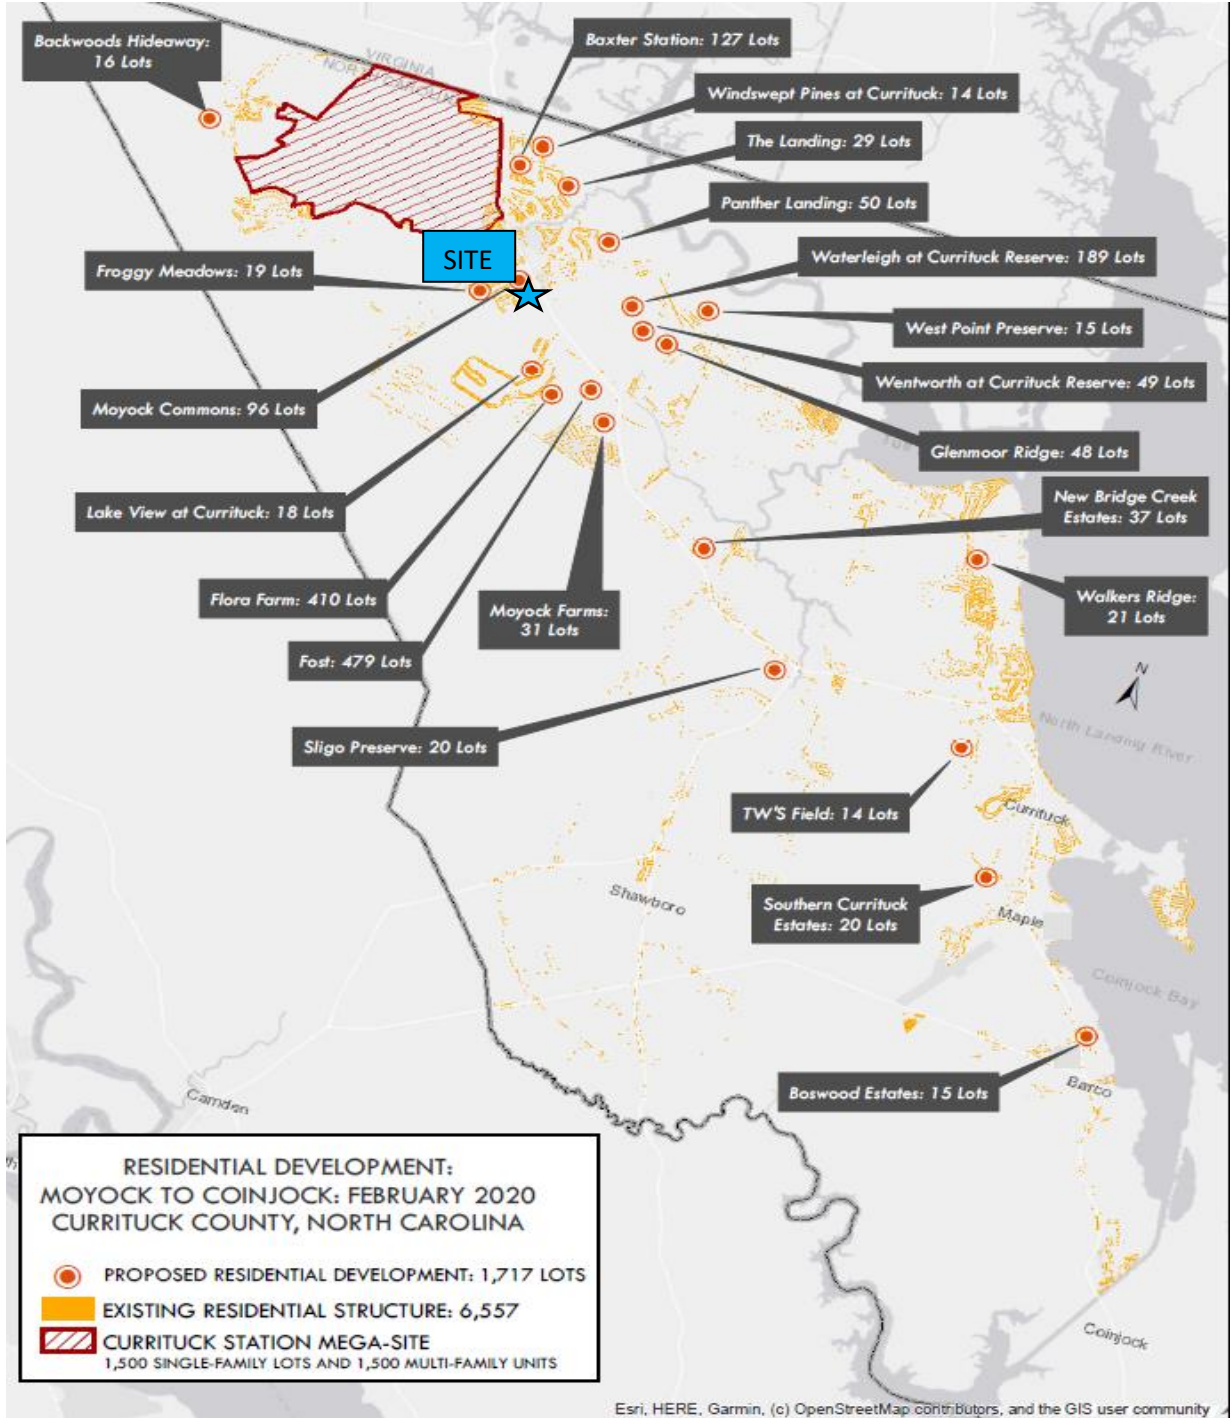 Backwoods Hideaway:
16 Lots
Baxter Station: 127 Lots
VIRGINIA
Windswept Pines at Currituck: 14 Lots
The Landing: 29 Lots
Panther Landing: 50 Lots
SITE
Froggy Meadows: 19 Lots
Waterleigh at Currituck Reserve: 189 Lots
West Point Preserve: 15 Lots
Wentworth at Currituck Reserve: 49 Lots
Moyock Commons: 96 Lots
Glenmoor Ridge: 48 Lots
Lake View at Currituck: 18 Lots
New Bridge Creek
Estates: 37 Lots
Flora Farm: 410 Lots
Moyock Farms:
31 Lots
Walkers Ridge:
21 Lots
Fost: 479 Lots
N
Sligo Preserve: 20 Lots
North Landing River
TW'S Field: 14 Lots
Currituck
Shawboro
Southern Currituck
Estates: 20 Lots
Maple
Coinjock Bay
Boswood Estates: 15 Lots
Barco
Camden
RESIDENTIAL DEVELOPMENT:
MOYOCK TO COINJOCK: FEBRUARY 2020
CURRITUCK COUNTY, NORTH CAROLINA
PROPOSED RESIDENTIAL DEVELOPMENT: 1,717 LOTS
EXISTING RESIDENTIAL STRUCTURE: 6,557
CURRITUCK STATION MEGA-SITE
1,500 SINGLE-FAMILY LOTS AND 1,500 MULTI-FAMILY UNITS
Coinjock
Esri, HERE, Garmin, (c) OpenStreetMap contributors, and the GIS user community